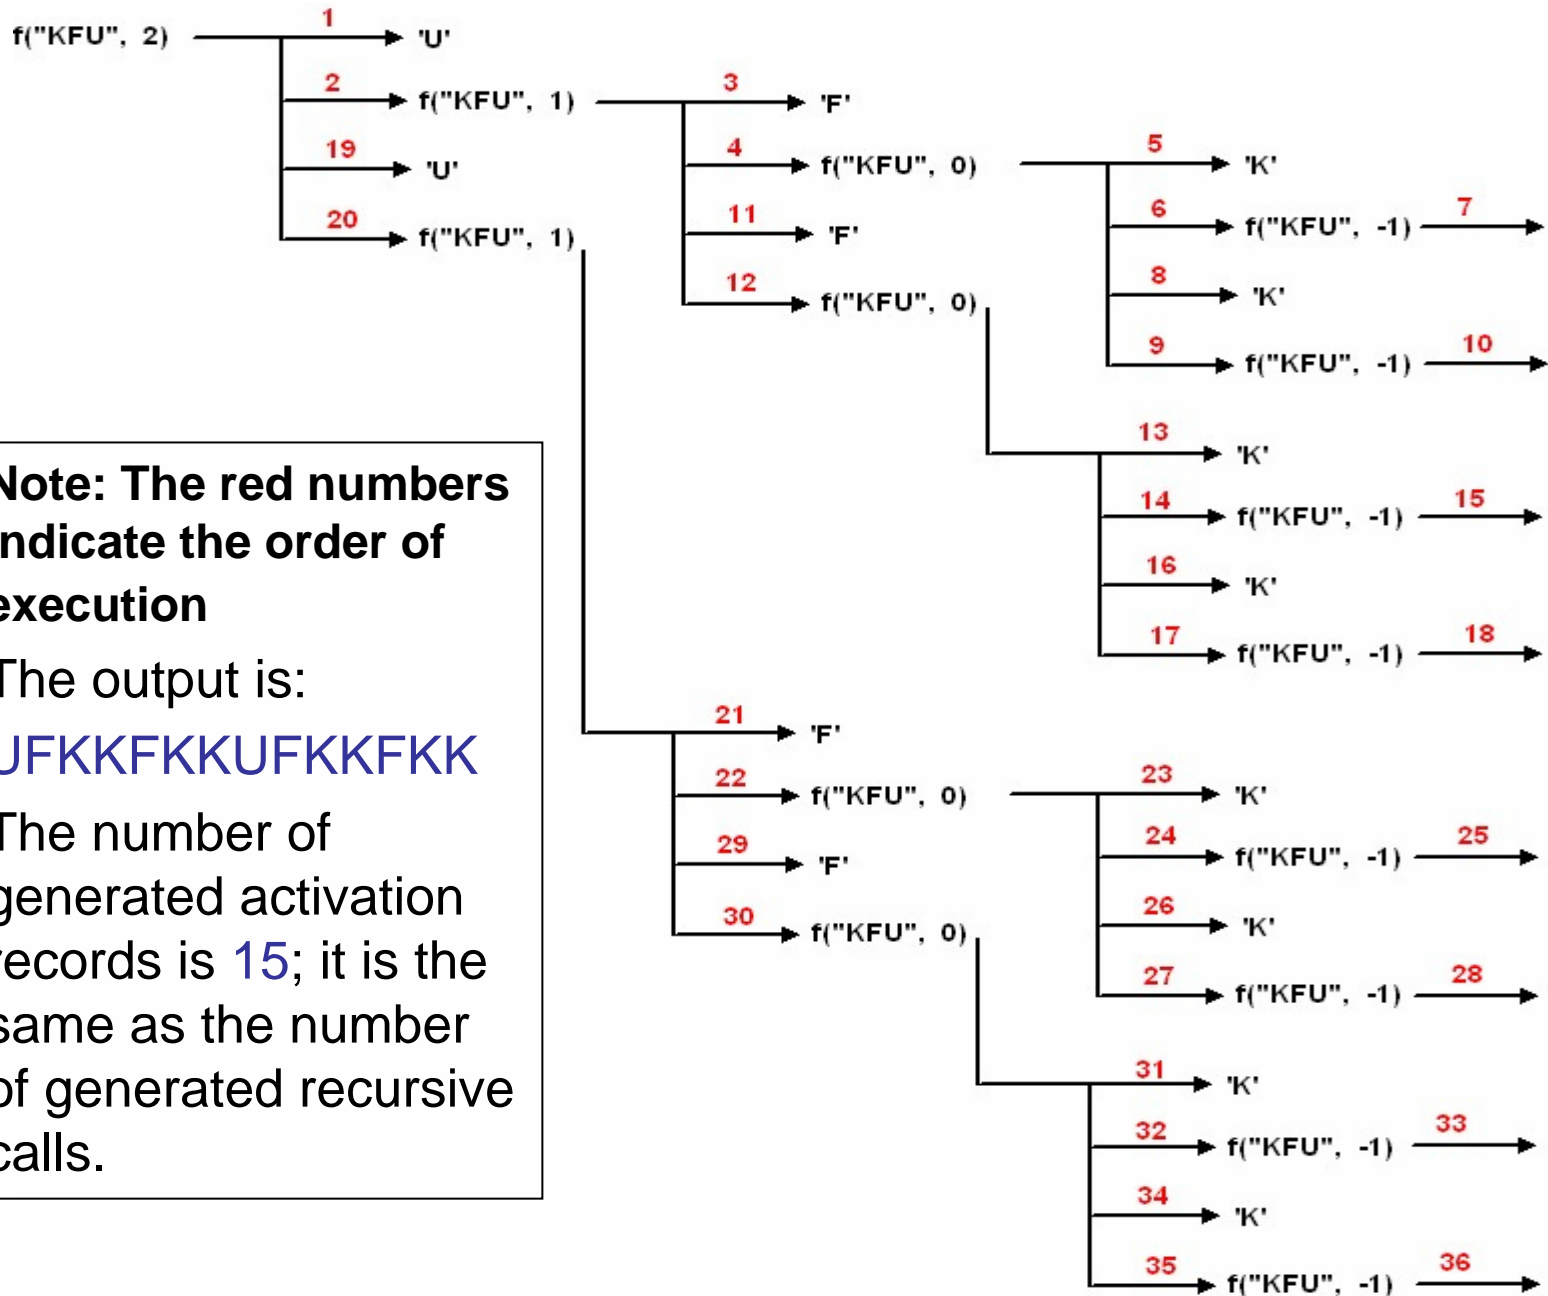 1
f("KFU", 2) 'U'
2 3
f("KFU", 1) 'F'
19 4 5
'U' f("KFU", 0) 'K'
20 11 6 7
f("KFU", 1) 'F' f("KFU", -1)
12 8
f("KFU", 0) 'K'
9 10
f("KFU", -1)
13
'K'
14 15
f("KFU", -1)
16
'K'
17 18
f("KFU", -1)
Note: The red numbers
indicate the order of
execution
The output is:
UFKKFKKUFKKFKK
The number of
generated activation
records is 15; it is the
same as the number
of generated recursive
calls.
21
'F'
22 23
f("KFU", 0) 'K'
29 24 25
'F' f("KFU", -1)
30 26
f("KFU", 0) 'K'
27 28
f("KFU", -1)
31
'K'
32 33
f("KFU", -1)
34
'K'
35 36
f("KFU", -1)